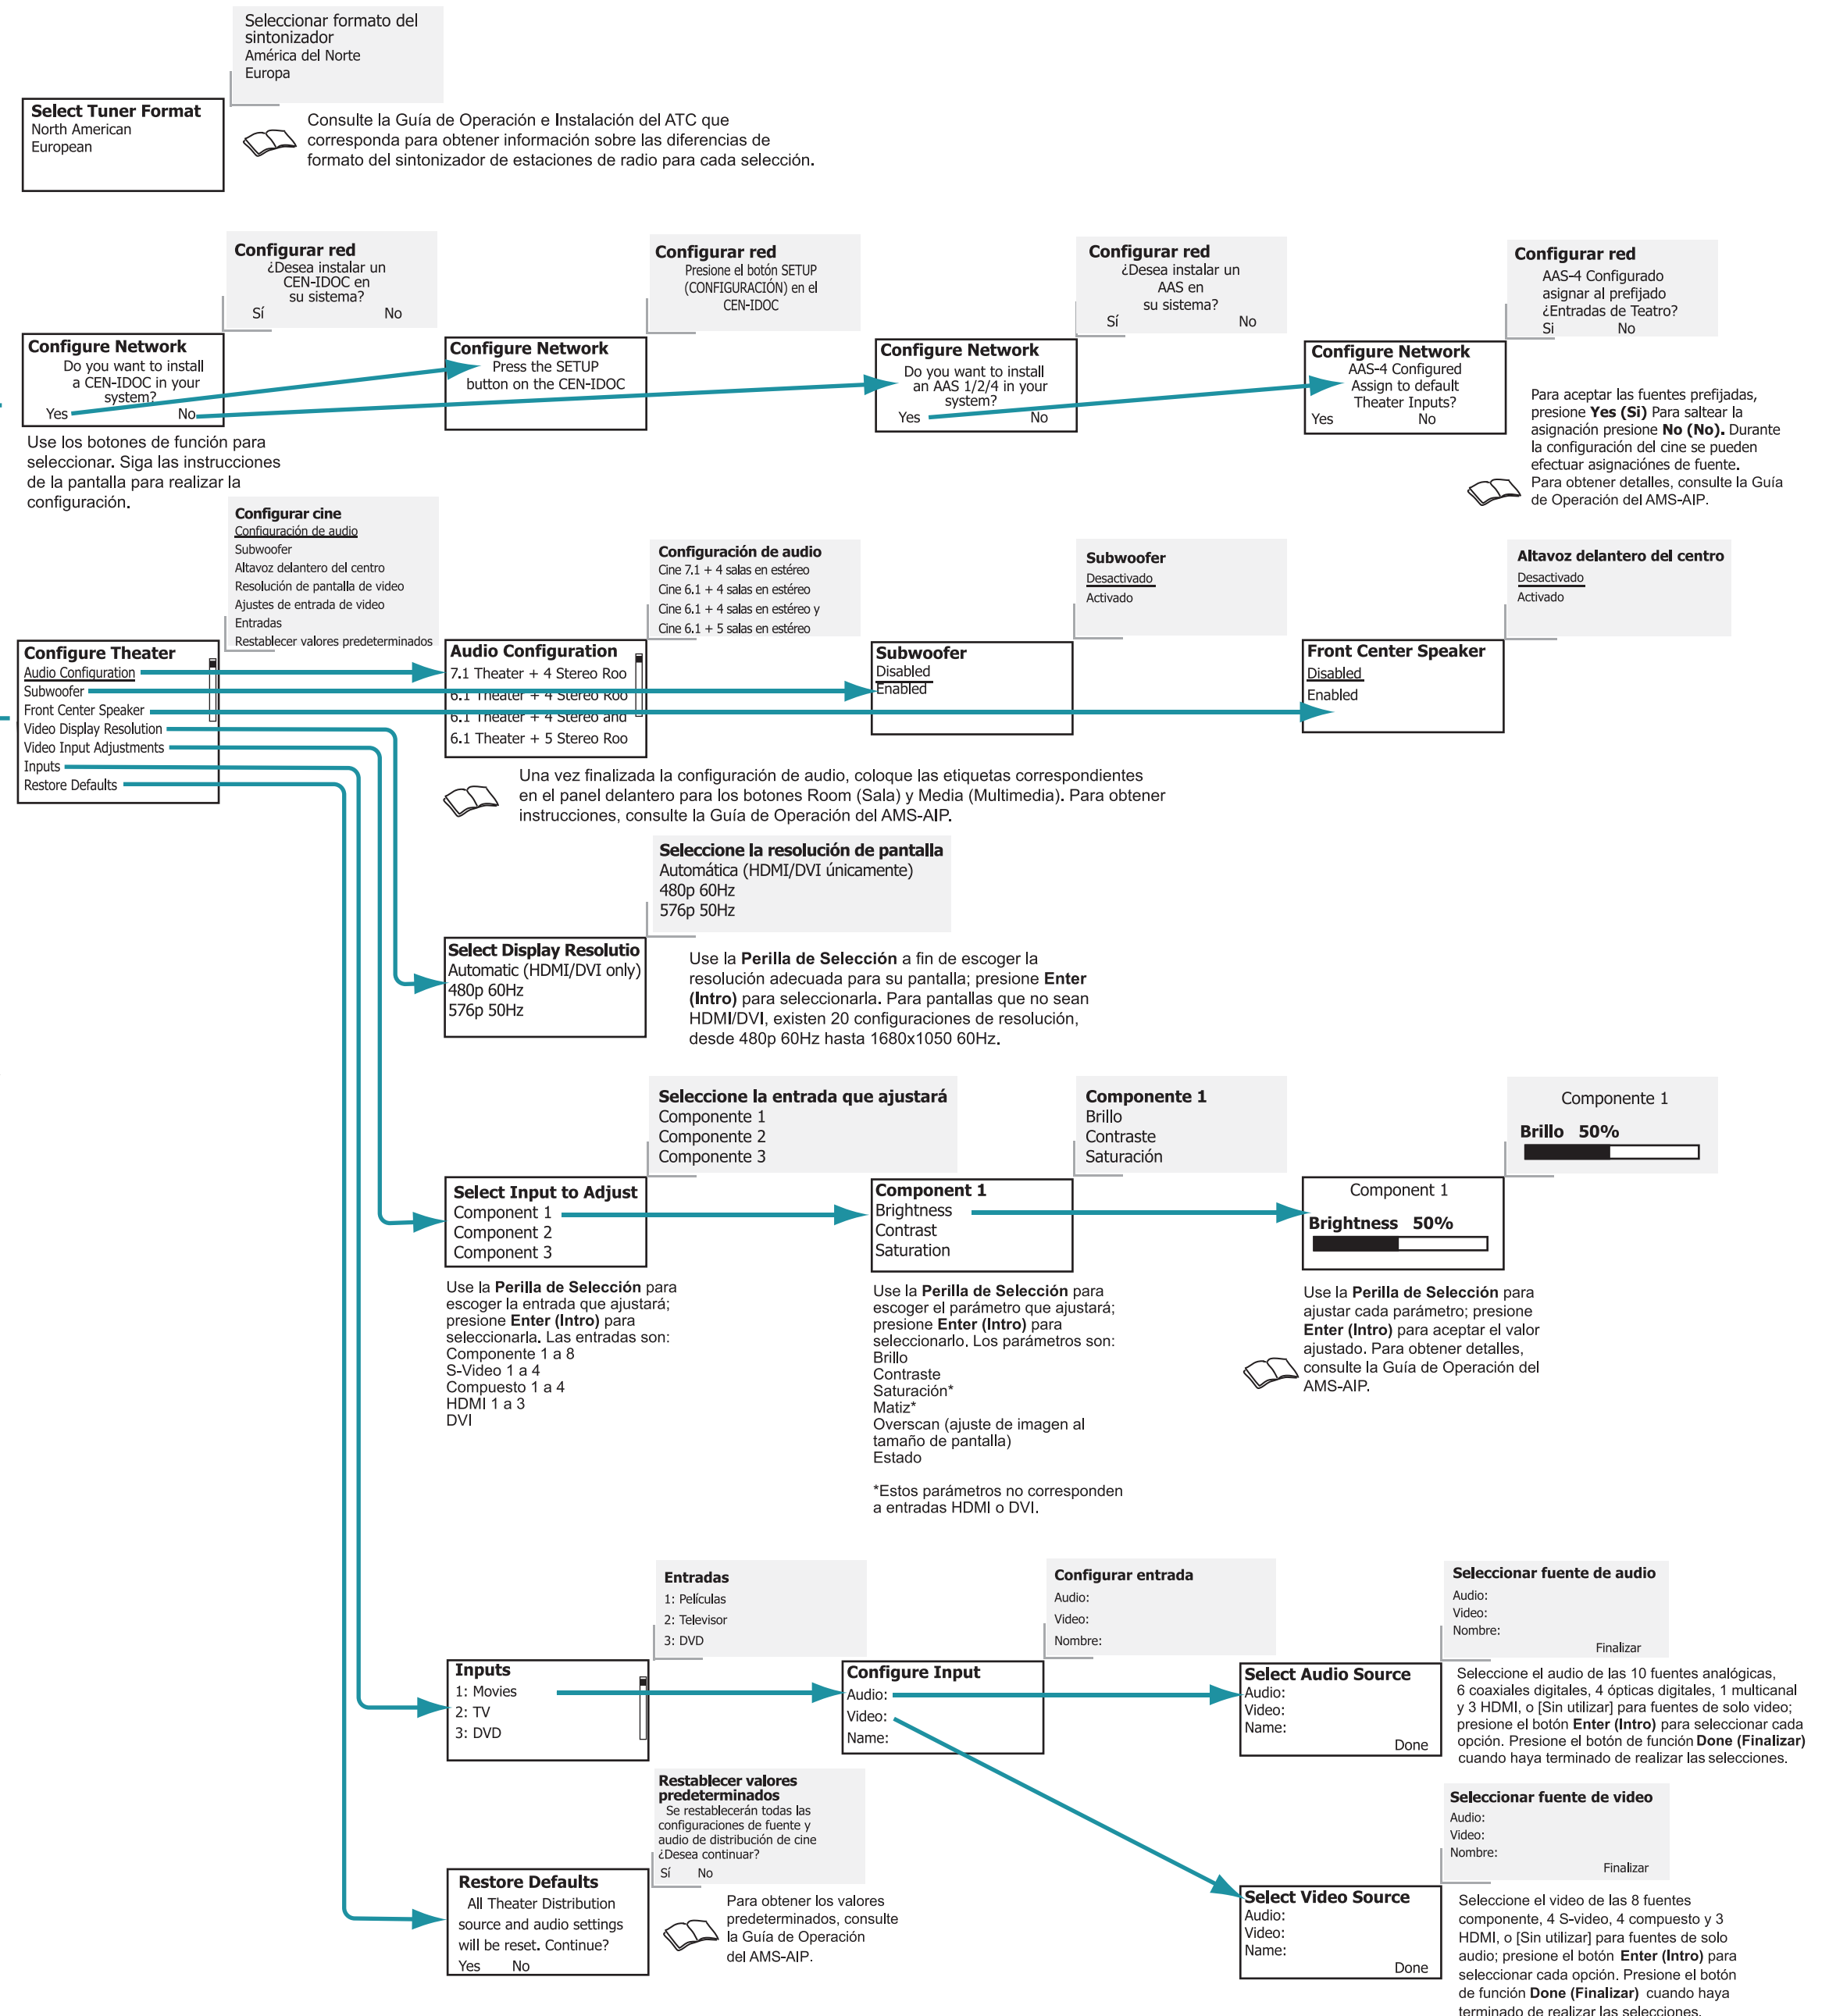 Seleccionar formato del
sintonizador
América del Norte
Europa
Select Tuner Format
North American
European
Consulte la Guía de Operación e Instalación del ATC que
corresponda para obtener información sobre las diferencias de
formato del sintonizador de estaciones de radio para cada selección.
Configurar red
¿Desea instalar un
CEN-IDOC en
su sistema?
Sí No
Configurar red
Presione el botón SETUP
(CONFIGURACIÓN) en el
CEN-IDOC
Configurar red
¿Desea instalar un
AAS en
su sistema?
Sí No
Configurar red
AAS-4 Configurado
asignar al prefijado
¿Entradas de Teatro?
Si No
Configure Network
Do you want to install
a CEN-IDOC in your
system?
Yes No
Configure Network
Press the SETUP
button on the CEN-IDOC
Configure Network
Do you want to install
an AAS 1/2/4 in your
system?
Yes No
Configure Network
AAS-4 Configured
Assign to default
Theater Inputs?
Yes No
Use los botones de función para
seleccionar. Siga las instrucciones
de la pantalla para realizar la
configuración.
Para aceptar las fuentes prefijadas,
presione Yes (Si) Para saltear la
asignación presione No (No). Durante
la configuración del cine se pueden
efectuar asignaciónes de fuente.
Para obtener detalles, consulte la Guía
de Operación del AMS-AIP.
Configurar cine
Configuración de audio
Subwoofer
Altavoz delantero del centro
Resolución de pantalla de video
Ajustes de entrada de video
Entradas
Restablecer valores predeterminados
Configuración de audio
Cine 7.1 + 4 salas en estéreo
Cine 6.1 + 4 salas en estéreo
Cine 6.1 + 4 salas en estéreo y
Cine 6.1 + 5 salas en estéreo
Subwoofer
Desactivado
Activado
Altavoz delantero del centro
Desactivado
Activado
Configure Theater
Audio Configuration
Subwoofer
Front Center Speaker
Video Display Resolution
Video Input Adjustments
Inputs
Restore Defaults
Audio Configuration
7.1 Theater + 4 Stereo Roo
6.1 Theater + 4 Stereo Roo
6.1 Theater + 4 Stereo and
6.1 Theater + 5 Stereo Roo
Subwoofer
Disabled
Enabled
Front Center Speaker
Disabled
Enabled
Una vez finalizada la configuración de audio, coloque las etiquetas correspondientes
en el panel delantero para los botones Room (Sala) y Media (Multimedia). Para obtener
instrucciones, consulte la Guía de Operación del AMS-AIP.
Seleccione la resolución de pantalla
Automática (HDMI/DVI únicamente)
480p 60Hz
576p 50Hz
Select Display Resolutio
Automatic (HDMI/DVI only)
480p 60Hz
576p 50Hz
Use la Perilla de Selección a fin de escoger la
resolución adecuada para su pantalla; presione Enter
(Intro) para seleccionarla. Para pantallas que no sean
HDMI/DVI, existen 20 configuraciones de resolución,
desde 480p 60Hz hasta 1680x1050 60Hz.
Seleccione la entrada que ajustará
Componente 1
Componente 2
Componente 3
Componente 1
Brillo
Contraste
Saturación
Componente 1
Brillo 50%
Select Input to Adjust
Component 1
Component 2
Component 3
Component 1
Brightness
Contrast
Saturation
Component 1
Brightness 50%
Use la Perilla de Selección para
escoger la entrada que ajustará;
presione Enter (Intro) para
seleccionarla. Las entradas son:
Componente 1 a 8
S-Video 1 a 4
Compuesto 1 a 4
HDMI 1 a 3
DVI
Use la Perilla de Selección para
escoger el parámetro que ajustará;
presione Enter (Intro) para
seleccionarlo. Los parámetros son:
Brillo
Contraste
Saturación*
Matiz*
Overscan (ajuste de imagen al
tamaño de pantalla)
Estado
*Estos parámetros no corresponden
a entradas HDMI o DVI.
Use la Perilla de Selección para
ajustar cada parámetro; presione
Enter (Intro) para aceptar el valor
ajustado. Para obtener detalles,
consulte la Guía de Operación del
AMS-AIP.
Entradas
1: Películas
2: Televisor
3: DVD
Configurar entrada
Audio:
Video:
Nombre:
Seleccionar fuente de audio
Audio:
Video:
Nombre:
Finalizar
Inputs
1: Movies
2: TV
3: DVD
Configure Input
Audio:
Video:
Name:
Select Audio Source
Audio:
Video:
Name:
Done
Seleccione el audio de las 10 fuentes analógicas,
6 coaxiales digitales, 4 ópticas digitales, 1 multicanal
y 3 HDMI, o [Sin utilizar] para fuentes de solo video;
presione el botón Enter (Intro) para seleccionar cada
opción. Presione el botón de función Done (Finalizar)
cuando haya terminado de realizar las selecciones.
Restablecer valores
predeterminados
Se restablecerán todas las
configuraciones de fuente y
audio de distribución de cine
¿Desea continuar?
Sí No
Restore Defaults
All Theater Distribution
source and audio settings
will be reset. Continue?
Yes No
Para obtener los valores
predeterminados, consulte
la Guía de Operación
del AMS-AIP.
Seleccionar fuente de video
Audio:
Video:
Nombre:
Finalizar
Select Video Source
Audio:
Video:
Name:
Done
Seleccione el video de las 8 fuentes
componente, 4 S-video, 4 compuesto y 3
HDMI, o [Sin utilizar] para fuentes de solo
audio; presione el botón Enter (Intro) para
seleccionar cada opción. Presione el botón
de función Done (Finalizar) cuando haya
terminado de realizar las selecciones.